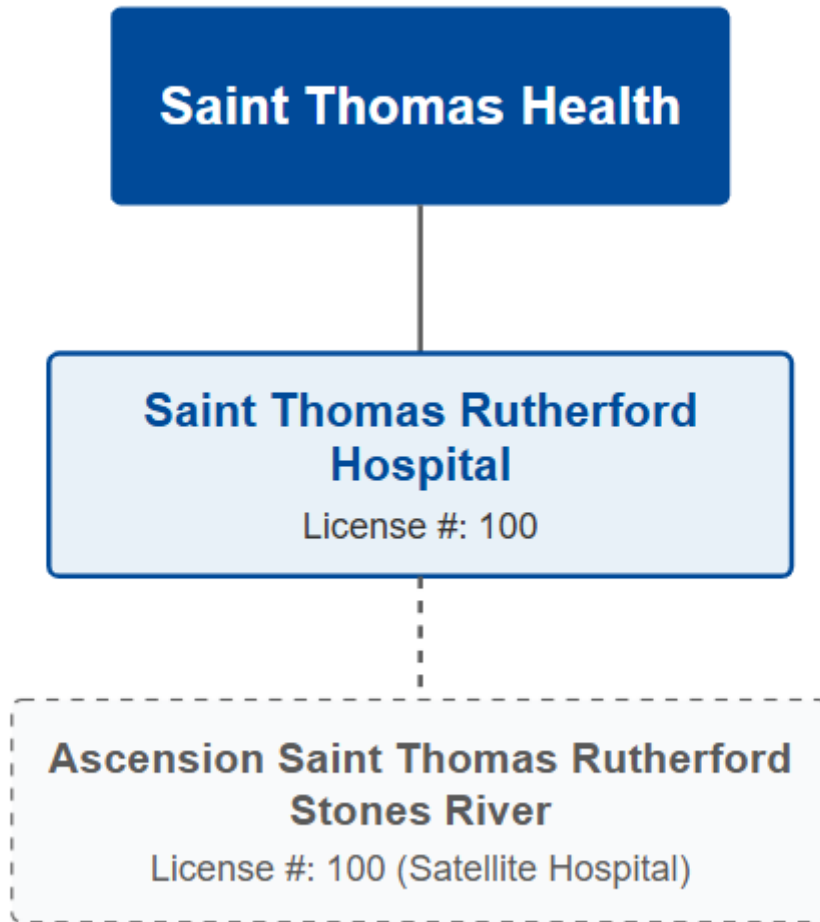 Saint Thomas Health
Saint Thomas Rutherford
Hospital
License #: 100
Ascension Saint Thomas Rutherford
Stones River
License #: 100 (Satellite Hospital)